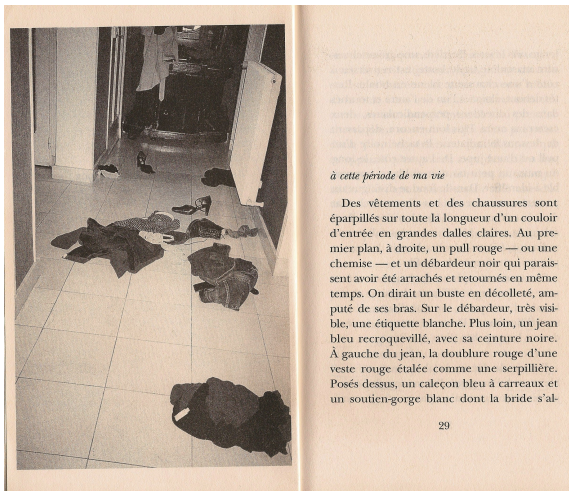 à cette période de ma vie
Des vêtements et des chaussures sont
éparpillés sur toute la longueur d'un couloir
d'entrée en grandes dalles claires. Au pre-
mier plan, à droite, un pull rouge — ou une
chemise — et un débardeur noir qui parais-
sent avoir été arrachés et retournés en même
temps. On dirait un buste en décolleté, am-
puté de ses bras. Sur le débardeur, très visi-
ble, une étiquette blanche. Plus loin, un jean
bleu recroquevillé, avec sa ceinture noire.
À gauche du jean, la doublure rouge d'une
veste rouge étalée comme une serpillière.
Posés dessus, un caleçon bleu à carreaux et
un soutien-gorge blanc dont la bride s'al-
29